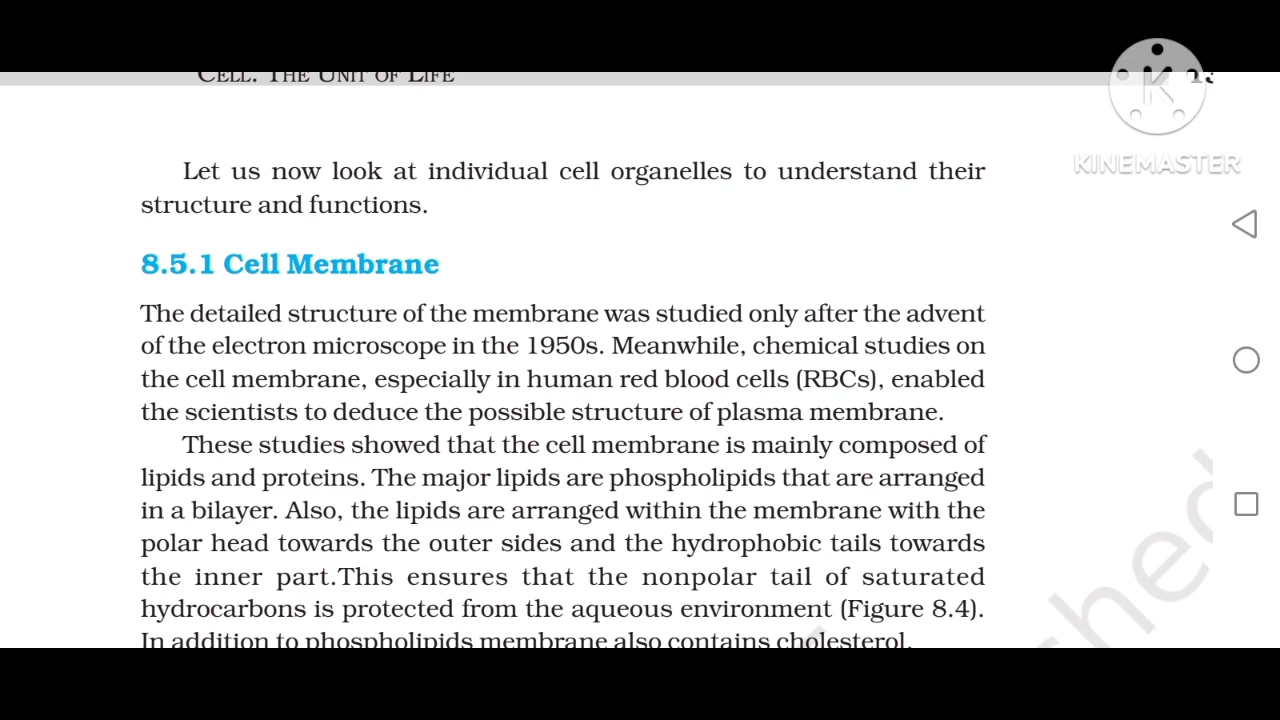 CELL: THE UNIT OF LIFE
KINEMASTER
Let us now look at individual cell organelles to understand their
structure and functions.
8.5.1 Cell Membrane
The detailed structure of the membrane was studied only after the advent
of the electron microscope in the 1950s. Meanwhile, chemical studies on
the cell membrane, especially in human red blood cells (RBCs), enabled
the scientists to deduce the possible structure of plasma membrane.
These studies showed that the cell membrane is mainly composed of
lipids and proteins. The major lipids are phospholipids that are arranged
in a bilayer. Also, the lipids are arranged within the membrane with the
polar head towards the outer sides and the hydrophobic tails towards
the inner part.This ensures that the nonpolar tail of saturated
hydrocarbons is protected from the aqueous environment (Figure 8.4).
In addition to phospholipids membrane also contains cholesterol.